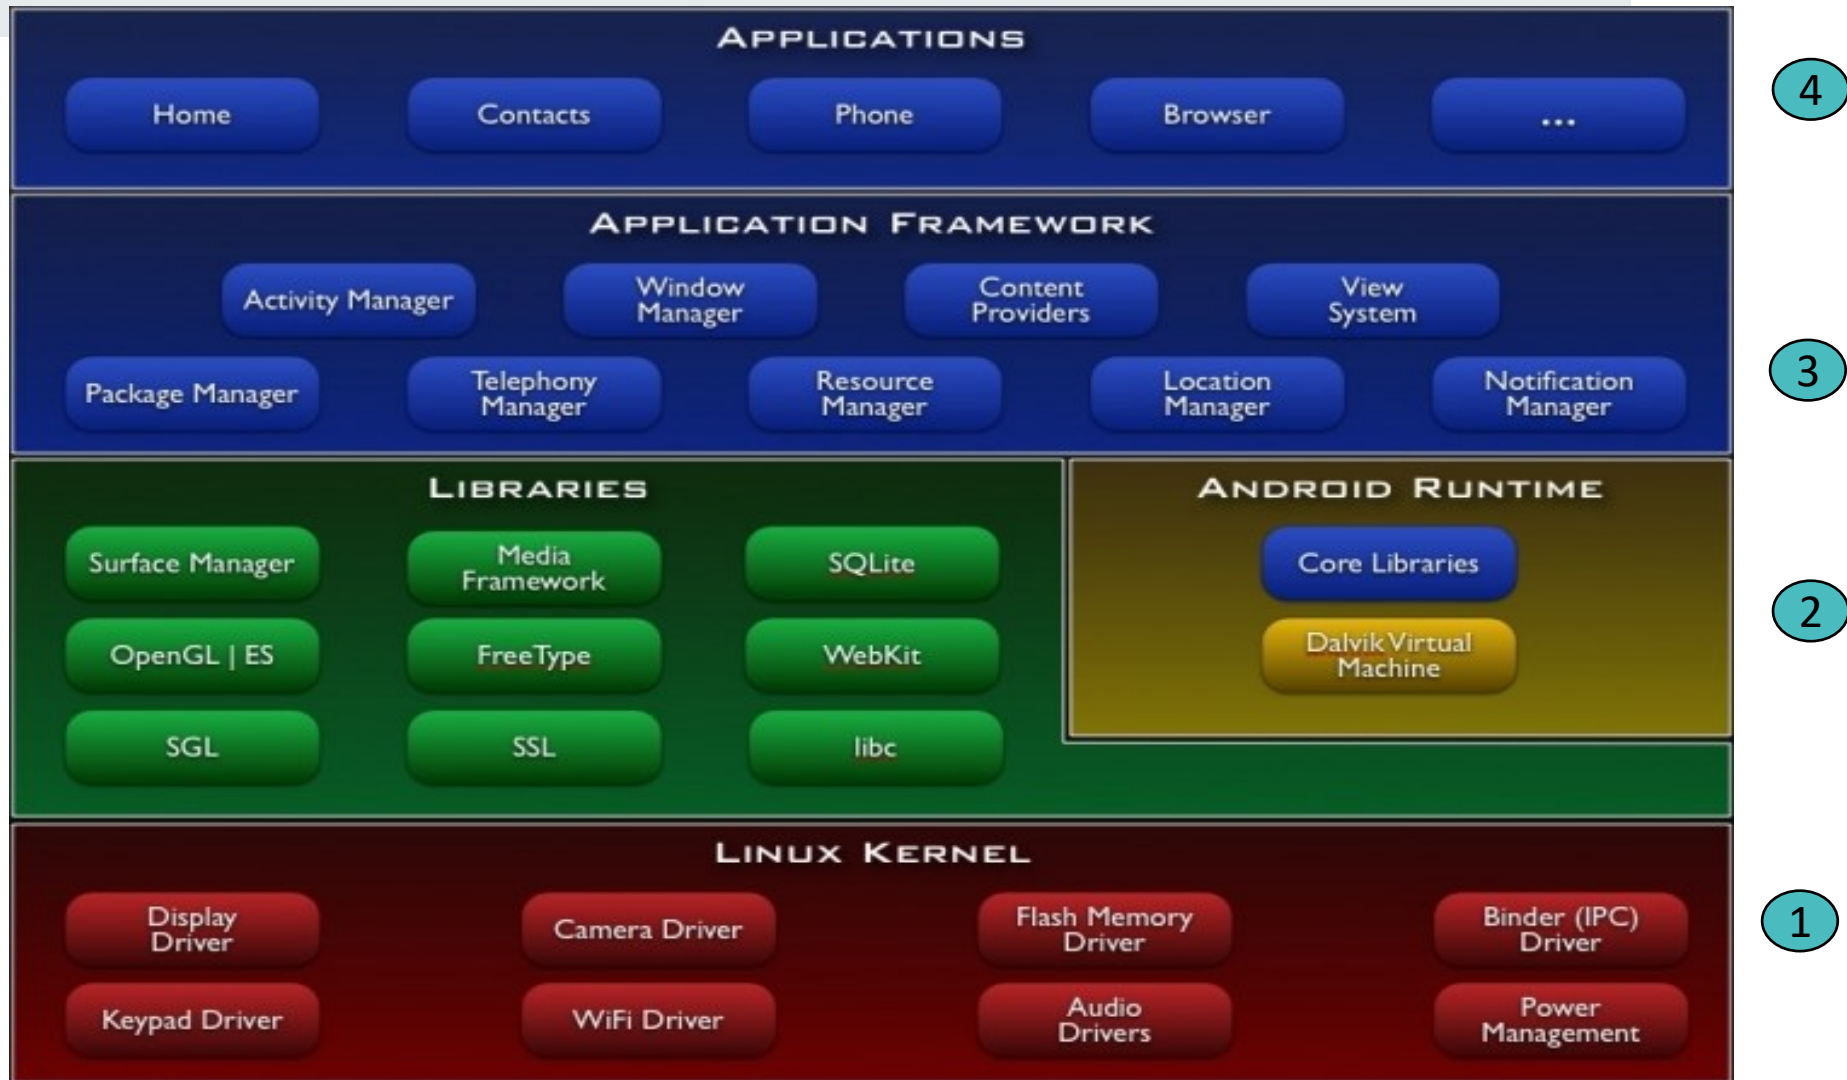 APPLICATIONS
Home
Contacts
Phone
Browser
...
4
APPLICATION FRAMEWORK
Activity Manager
Window
Manager
Content
Providers
View
System
Package Manager
Telephony
Manager
Resource
Manager
Location
Manager
Notification
Manager
3
LIBRARIES
Surface Manager
Media
Framework
SQLite
OpenGL | ES
FreeType
WebKit
SGL
SSL
libc
ANDROID RUNTIME
Core Libraries
Dalvik Virtual
Machine
2
LINUX KERNEL
Display
Driver
Camera Driver
Flash Memory
Driver
Binder (IPC)
Driver
Keypad Driver
WiFi Driver
Audio
Drivers
Power
Management
1